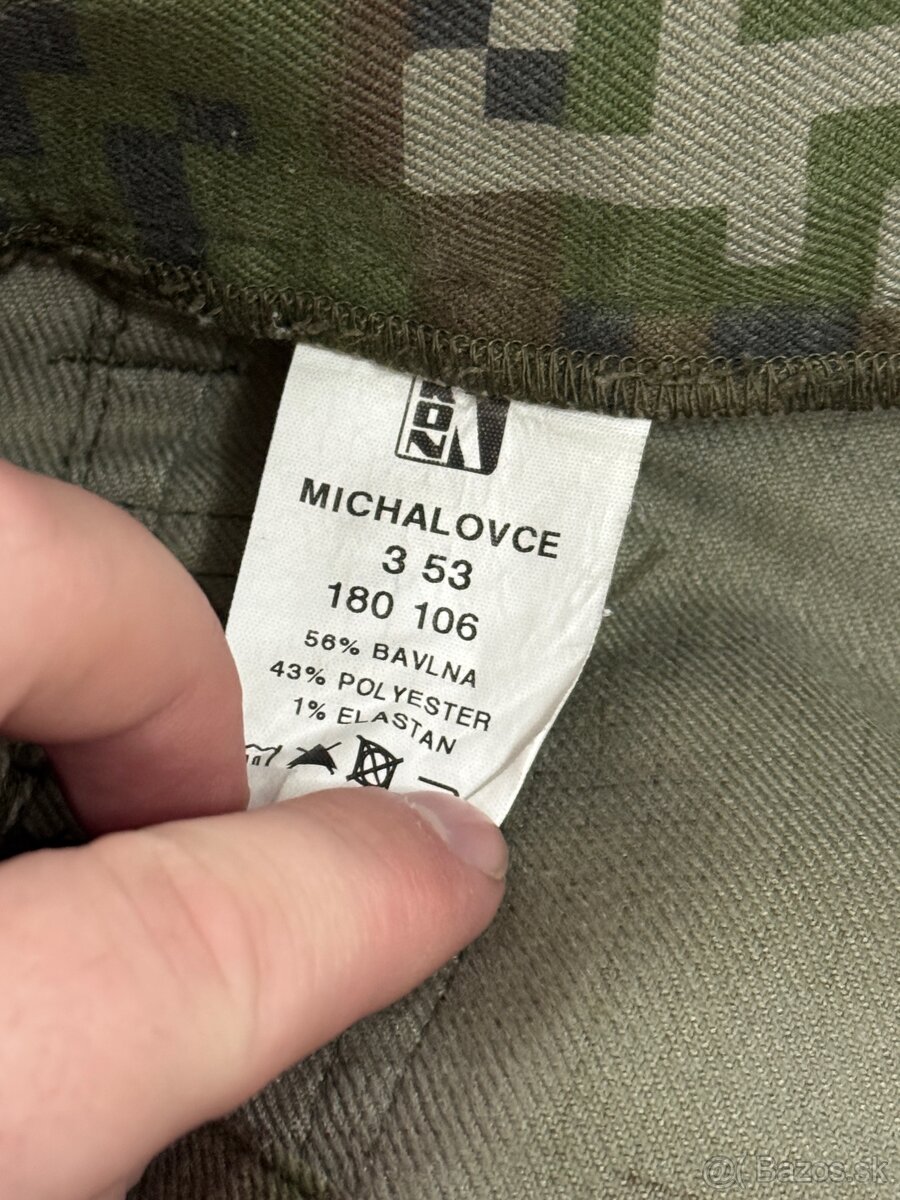 MICHALOVCE
3 53
180 106
56% BAVLNA
43% POLYESTER
1% ELASTAN
@( Bazos.sk